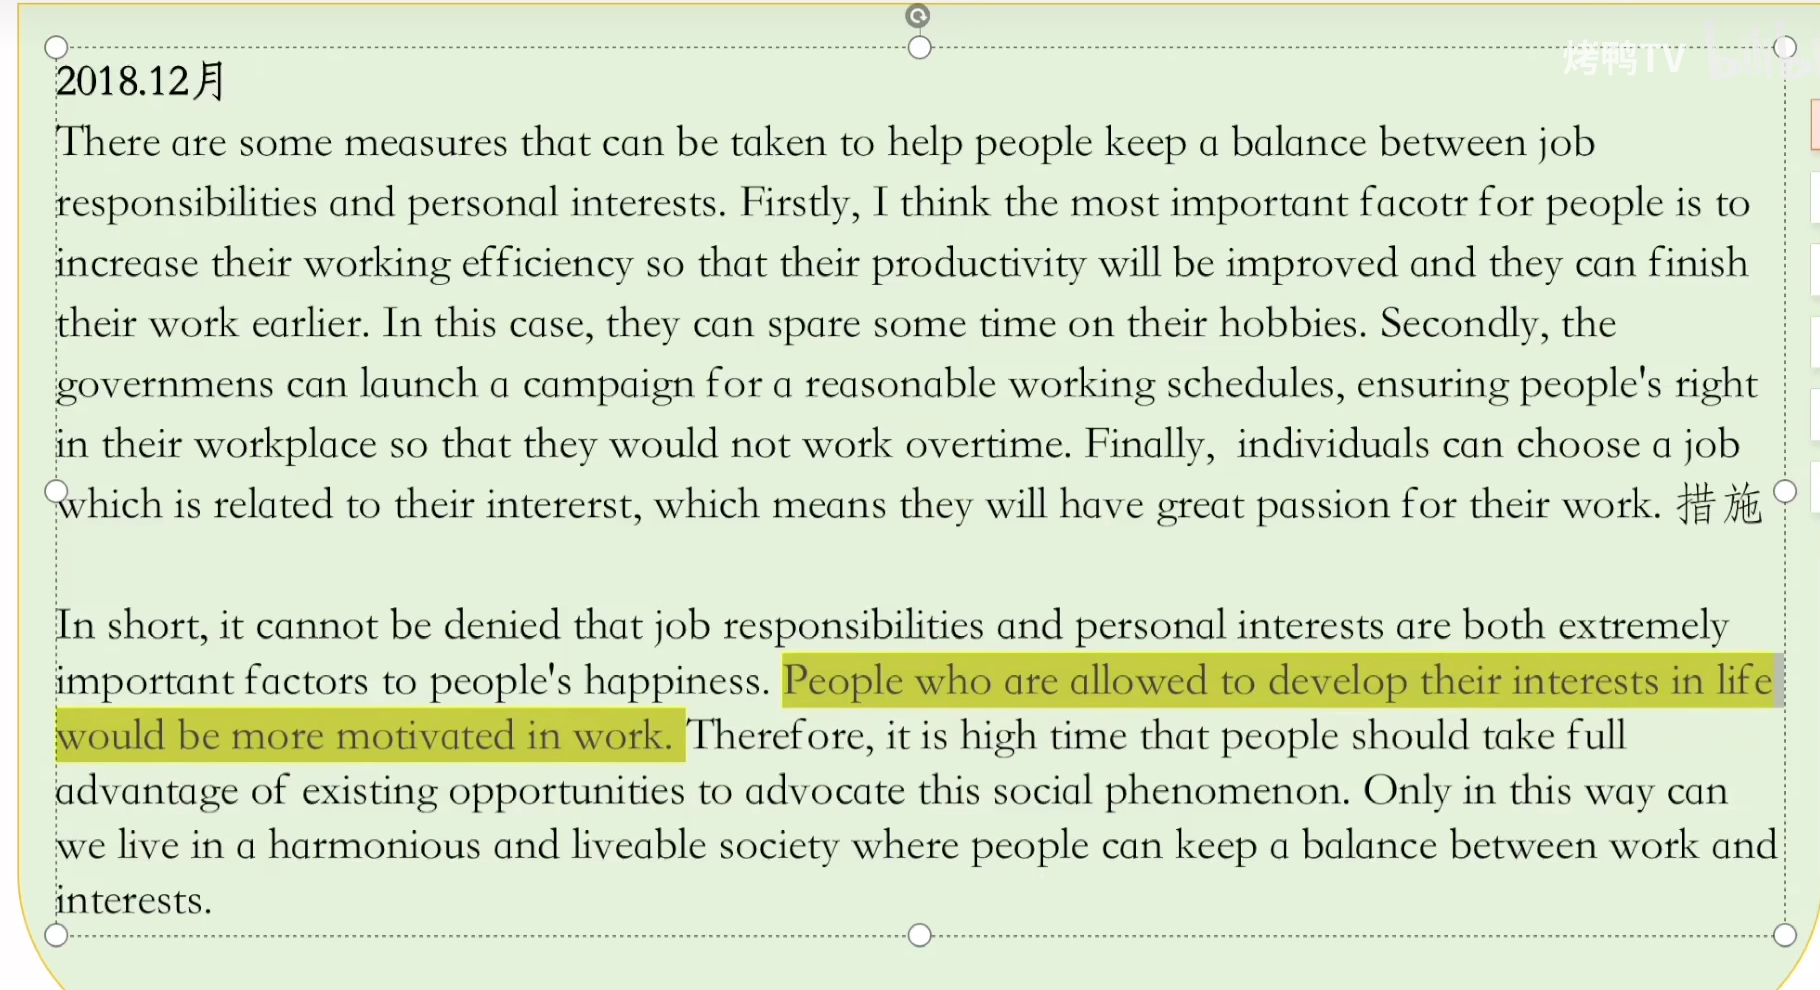 烤鸭TV
2018.12月
There are some measures that can be taken to help people keep a balance between job
responsibilities and personal interests. Firstly, I think the most important facotr for people is to
increase their working efficiency so that their productivity will be improved and they can finish
their work earlier. In this case, they can spare some time on their hobbies. Secondly, the
governmens can launch a campaign for a reasonable working schedules, ensuring people's right
in their workplace so that they would not work overtime. Finally,  individuals can choose a job
which is related to their intererst, which means they will have great passion for their work. 措施
In short, it cannot be denied that job responsibilities and personal interests are both extremely
important factors to people's happiness. People who are allowed to develop their interests in life
would be more motivated in work. Therefore, it is high time that people should take full
advantage of existing opportunities to advocate this social phenomenon. Only in this way can
we live in a harmonious and liveable society where people can keep a balance between work and
interests.